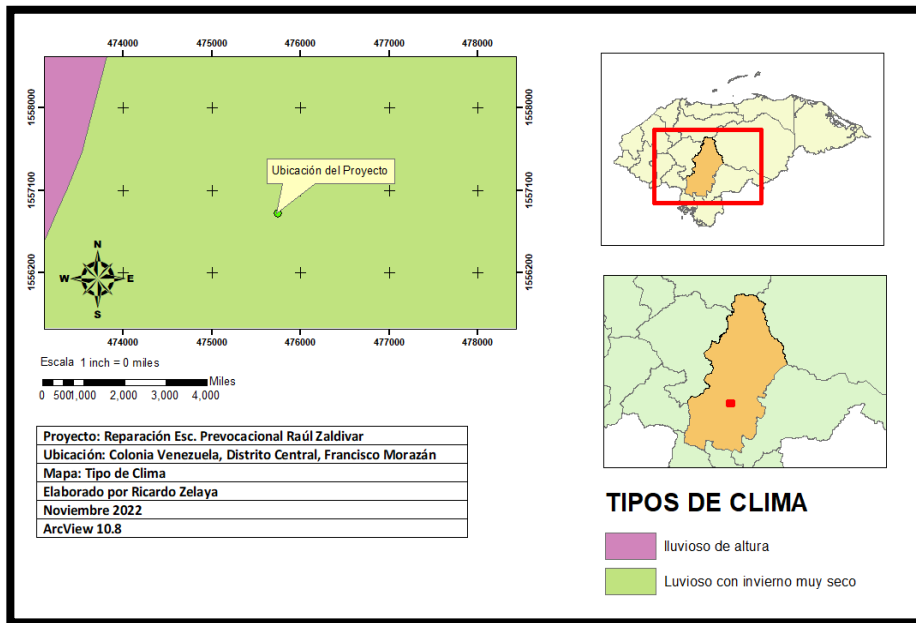 474000 475000 476000 477000 478000
1558000 1558000
Ubicación del Proyecto
1557100 1557100
N
W E
S
1556200 1556200
474000 475000 476000 477000 478000
Escala 1 inch = 0 miles
Miles
0 500 1,000 2,000 3,000 4,000
Proyecto: Reparación Esc. Prevocacional Raúl Zaldivar
Ubicación: Colonia Venezuela, Distrito Central, Francisco Morazán
Mapa: Tipo de Clima
Elaborado por Ricardo Zelaya
Noviembre 2022
ArcView 10.8
TIPOS DE CLIMA
lluvioso de altura
Luvioso con invierno muy seco